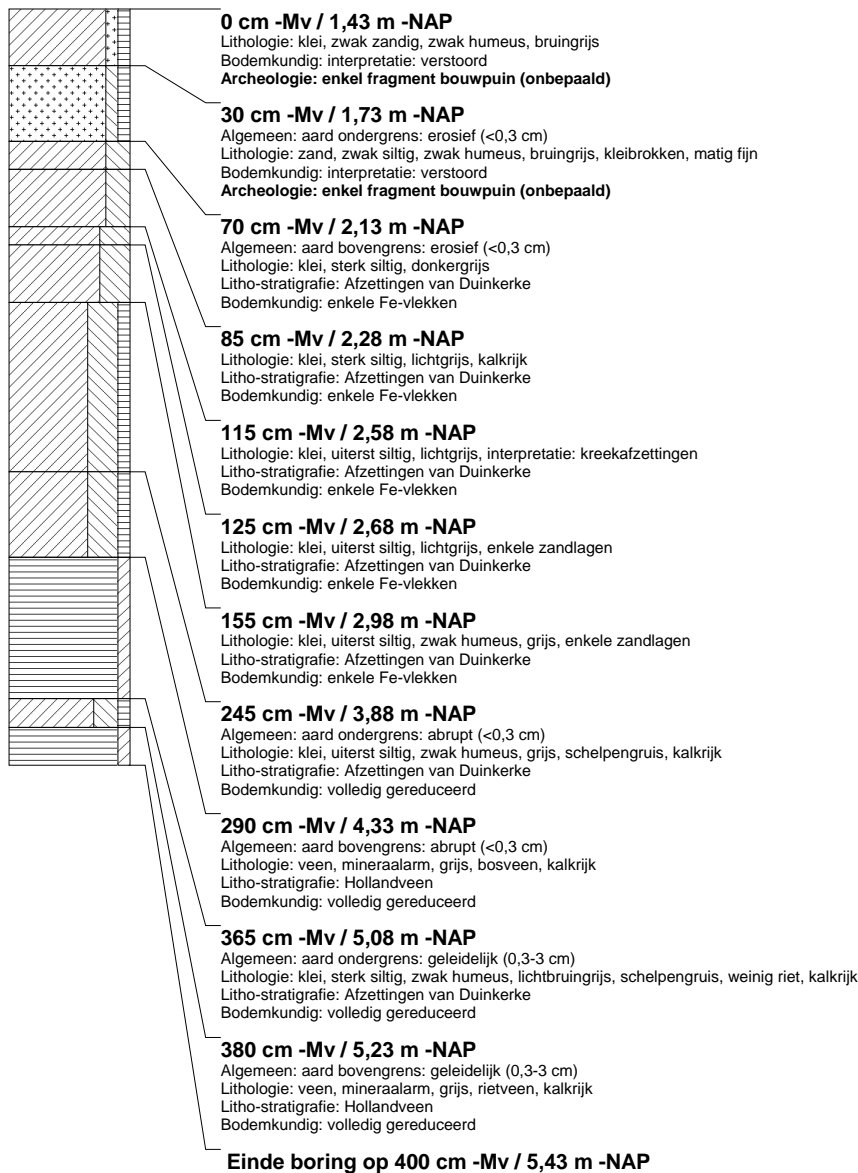 0 cm -Mv / 1,43 m -NAP
Lithologie: klei, zwak zandig, zwak humeus, bruingrijs
Bodemkundig: interpretatie: verstoord
Archeologie: enkel fragment bouwpuin (onbepaald)
30 cm -Mv / 1,73 m -NAP
Algemeen: aard ondergrens: erosief (<0,3 cm)
Lithologie: zand, zwak siltig, zwak humeus, bruingrijs, kleibrokken, matig fijn
Bodemkundig: interpretatie: verstoord
Archeologie: enkel fragment bouwpuin (onbepaald)
70 cm -Mv / 2,13 m -NAP
Algemeen: aard bovengrens: erosief (<0,3 cm)
Lithologie: klei, sterk siltig, donkergrijs
Litho-stratigrafie: Afzettingen van Duinkerke
Bodemkundig: enkele Fe-vlekken
85 cm -Mv / 2,28 m -NAP
Lithologie: klei, sterk siltig, lichtgrijs, kalkrijk
Litho-stratigrafie: Afzettingen van Duinkerke
Bodemkundig: enkele Fe-vlekken
115 cm -Mv / 2,58 m -NAP
Lithologie: klei, uiterst siltig, lichtgrijs, interpretatie: kreekafzettingen
Litho-stratigrafie: Afzettingen van Duinkerke
Bodemkundig: enkele Fe-vlekken
125 cm -Mv / 2,68 m -NAP
Lithologie: klei, uiterst siltig, lichtgrijs, enkele zandlagen
Litho-stratigrafie: Afzettingen van Duinkerke
Bodemkundig: enkele Fe-vlekken
155 cm -Mv / 2,98 m -NAP
Lithologie: klei, uiterst siltig, zwak humeus, grijs, enkele zandlagen
Litho-stratigrafie: Afzettingen van Duinkerke
Bodemkundig: enkele Fe-vlekken
245 cm -Mv / 3,88 m -NAP
Algemeen: aard ondergrens: abrupt (<0,3 cm)
Lithologie: klei, uiterst siltig, zwak humeus, grijs, schelpengruis, kalkrijk
Litho-stratigrafie: Afzettingen van Duinkerke
Bodemkundig: volledig gereduceerd
290 cm -Mv / 4,33 m -NAP
Algemeen: aard bovengrens: abrupt (<0,3 cm)
Lithologie: veen, mineraalarm, grijs, bosveen, kalkrijk
Litho-stratigrafie: Hollandveen
Bodemkundig: volledig gereduceerd
365 cm -Mv / 5,08 m -NAP
Algemeen: aard ondergrens: geleidelijk (0,3-3 cm)
Lithologie: klei, sterk siltig, zwak humeus, lichtbruingrijs, schelpengruis, weinig riet, kalkrijk
Litho-stratigrafie: Afzettingen van Duinkerke
Bodemkundig: volledig gereduceerd
380 cm -Mv / 5,23 m -NAP
Algemeen: aard bovengrens: geleidelijk (0,3-3 cm)
Lithologie: veen, mineraalarm, grijs, rietveen, kalkrijk
Litho-stratigrafie: Hollandveen
Bodemkundig: volledig gereduceerd
Einde boring op 400 cm -Mv / 5,43 m -NAP